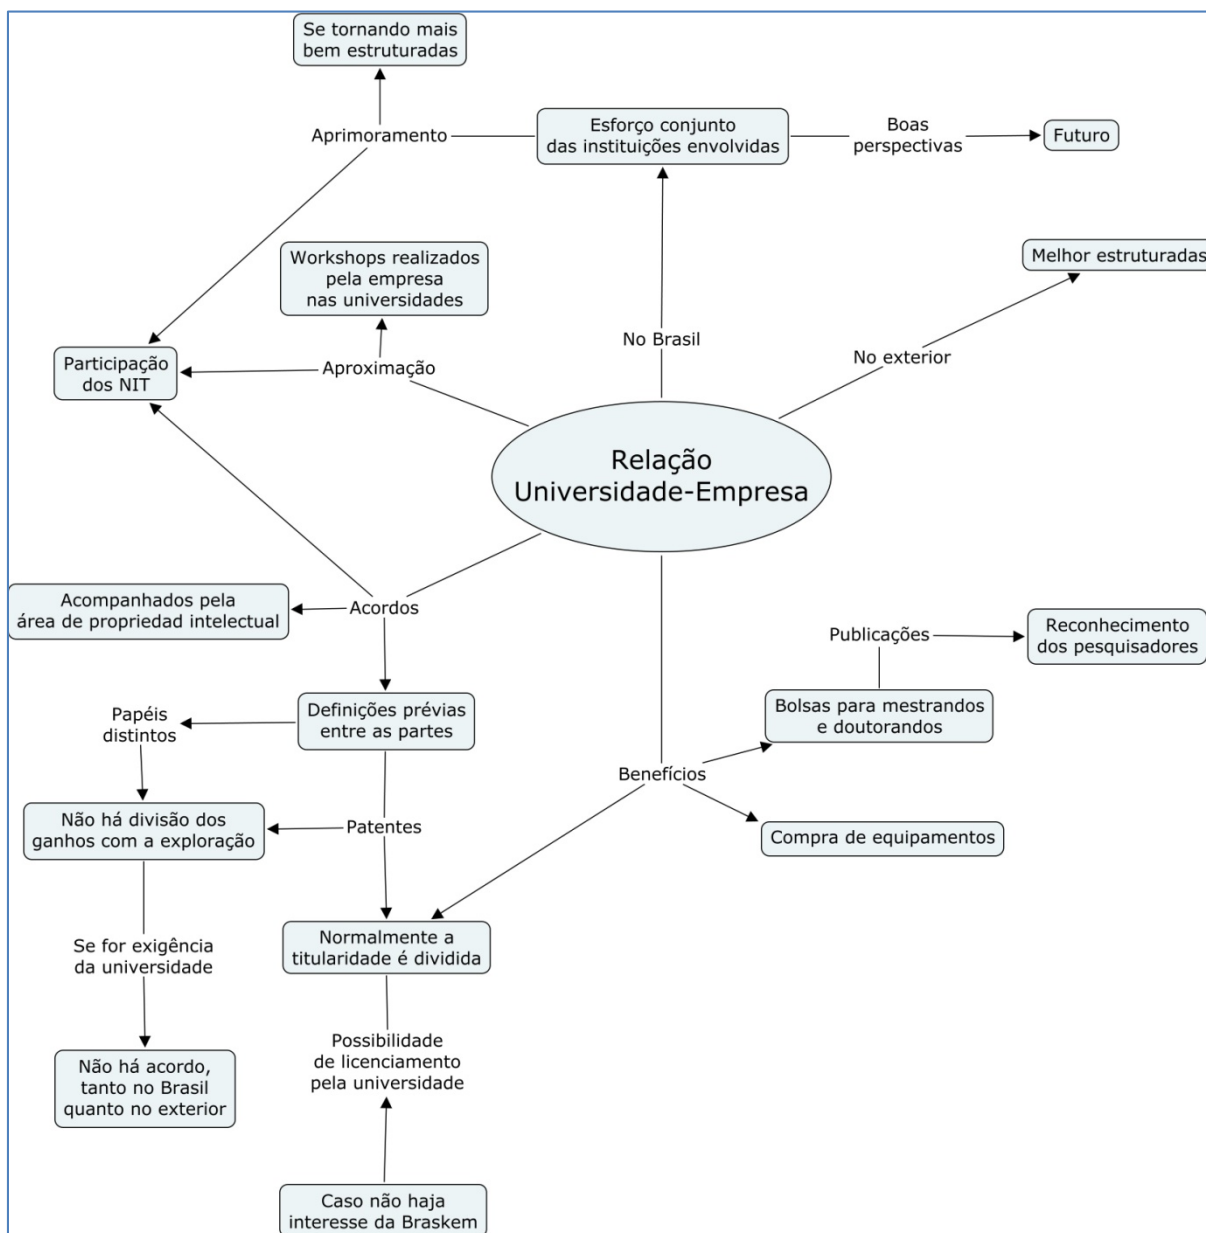 Se tornando mais
bem estruturadas
Aprimoramento
Esforço conjunto
das instituições envolvidas
Boas
perspectivas
Futuro
Workshops realizados
pela empresa
nas universidades
Melhor estruturadas
No Brasil
No exterior
Participação
dos NIT
Aproximação
Relação
Universidade-Empresa
Acompanhados pela
área de propriedad intelectual
Acordos
Publicações
Reconhecimento
dos pesquisadores
Papéis
distintos
Definições prévias
entre as partes
Bolsas para mestrandos
e doutorandos
Benefícios
Não há divisão dos
ganhos com a exploração
Patentes
Compra de equipamentos
Se for exigência
da universidade
Normalmente a
titularidade é dividida
Não há acordo,
tanto no Brasil
quanto no exterior
Possibilidade
de licenciamento
pela universidade
Caso não haja
interesse da Braskem